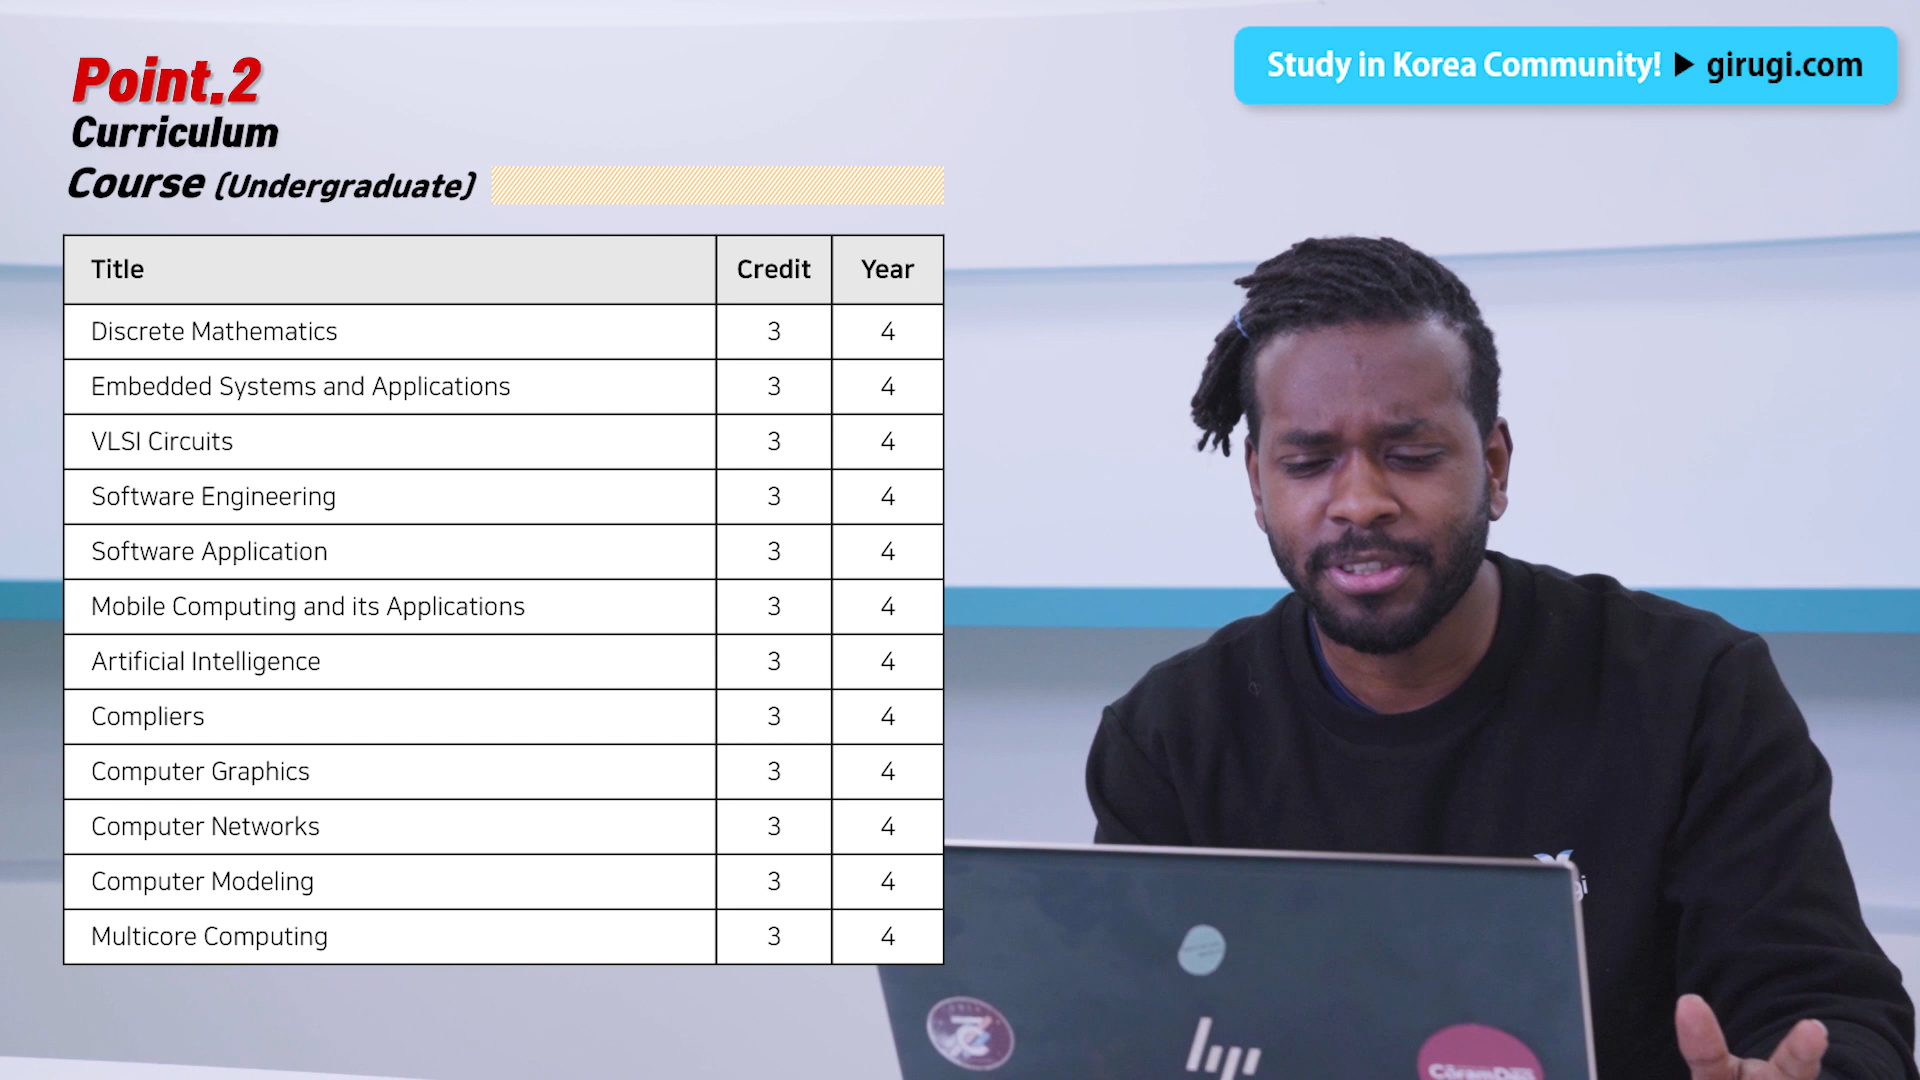 Point.2
Curriculum
Course (Undergraduate)
Study in Korea Community! ▶ girugi.com
Title Credit Year
Discrete Mathematics 3 4
Embedded Systems and Applications 3 4
VLSI Circuits 3 4
Software Engineering 3 4
Software Application 3 4
Mobile Computing and its Applications 3 4
Artificial Intelligence 3 4
Compliers 3 4
Computer Graphics 3 4
Computer Networks 3 4
Computer Modeling 3 4
Multicore Computing 3 4
gi
hp